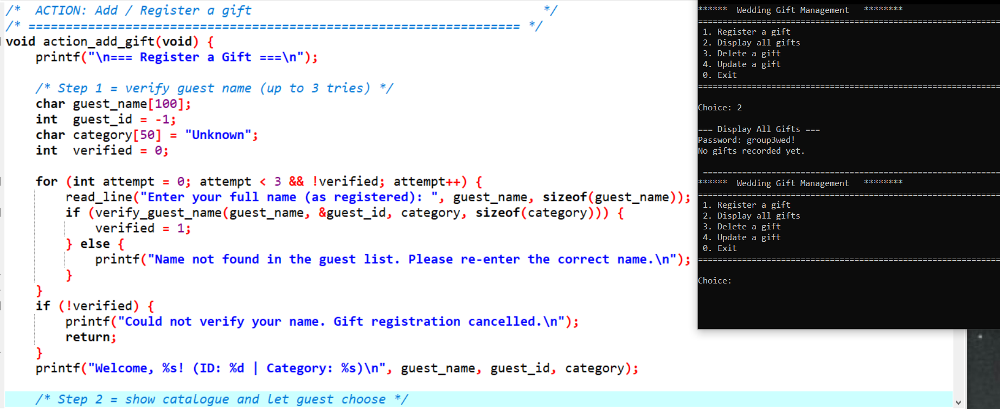 /*  ACTION: Add / Register a gift                                       */
/* ================================================================== */
void action_add_gift(void) {
    printf("\n=== Register a Gift ===\n");
    /* Step 1 = verify guest name (up to 3 tries) */
    char guest_name[100];
    int  guest_id = -1;
    char category[50] = "Unknown";
    int  verified = 0;
    for (int attempt = 0; attempt < 3 && !verified; attempt++) {
        read_line("Enter your full name (as registered): ", guest_name, sizeof(guest_name));
        if (verify_guest_name(guest_name, &guest_id, category, sizeof(category))) {
            verified = 1;
        } else {
            printf("Name not found in the guest list. Please re-enter the correct name.\n");
        }
    }
    if (!verified) {
        printf("Could not verify your name. Gift registration cancelled.\n");
        return;
    }
    printf("Welcome, %s! (ID: %d | Category: %s)\n", guest_name, guest_id, category);
    /* Step 2 = show catalogue and let guest choose */
******  Wedding Gift Management   ********
==============================================================
 1. Register a gift
 2. Display all gifts
 3. Delete a gift
 4. Update a gift
 0. Exit
==============================================================
Choice: 2
=== Display All Gifts ===
Password: group3wed!
No gifts recorded yet.
 =============================================================
******  Wedding Gift Management   ********
==============================================================
 1. Register a gift
 2. Display all gifts
 3. Delete a gift
 4. Update a gift
 0. Exit
==============================================================
Choice: